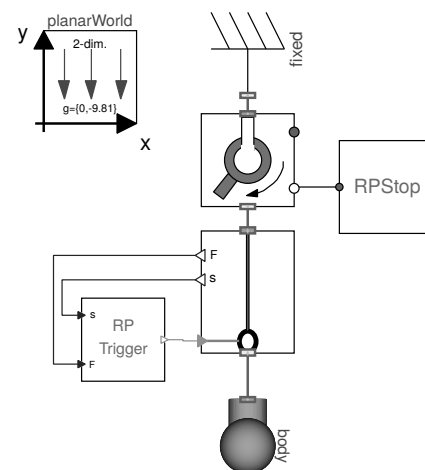 planarWorld
y
2-dim.
g={0,-9.81}
x
fixed
RPStop
F
s
s
RP
Trigger
F
body